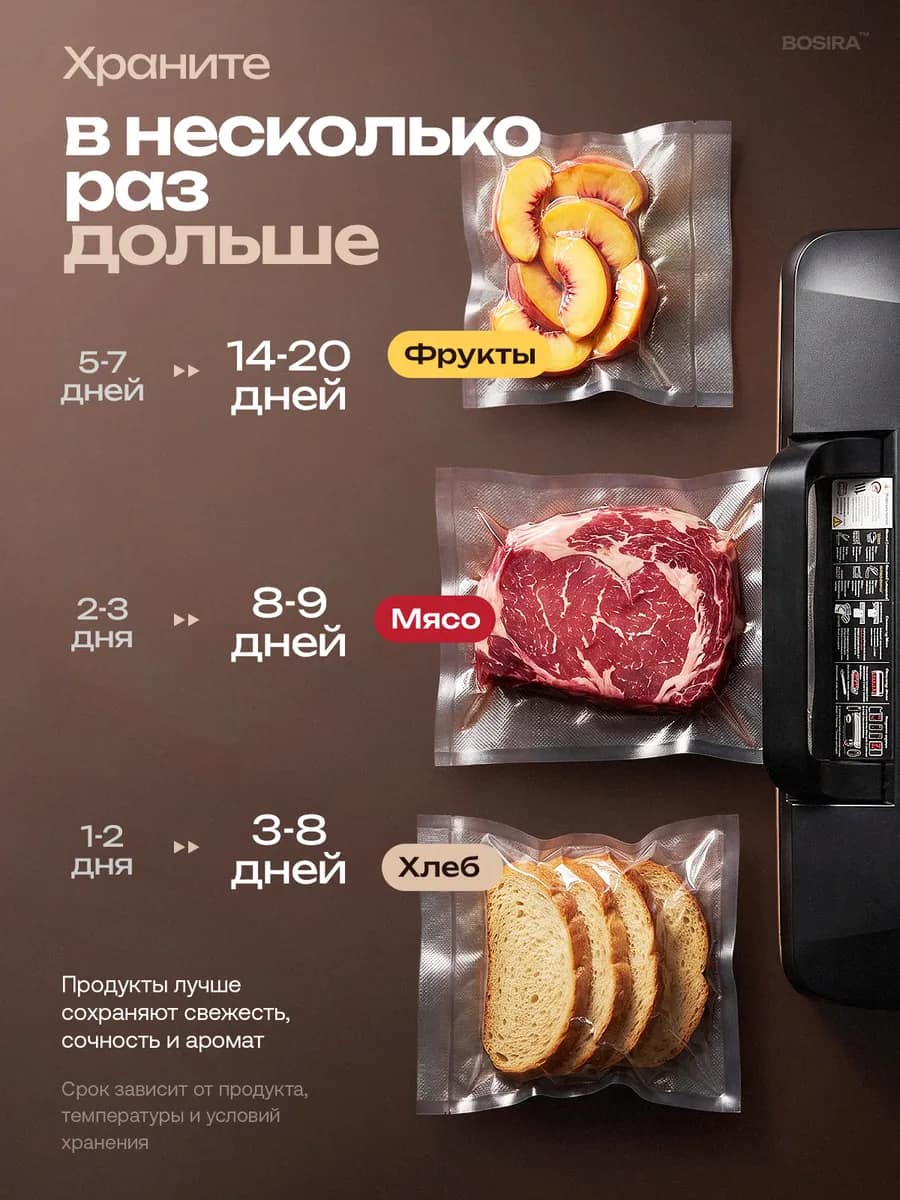 BOSIRA™
Храните
в несколько
раз
дольше
5-7
дней
14-20
дней
Фрукты
2-3
дня
8-9
дней
Мясо
1-2
дня
3-8
дней
Хлеб
Продукты лучше
сохраняют свежесть,
сочность и аромат
Срок зависит от продукта,
температуры и условий
хранения